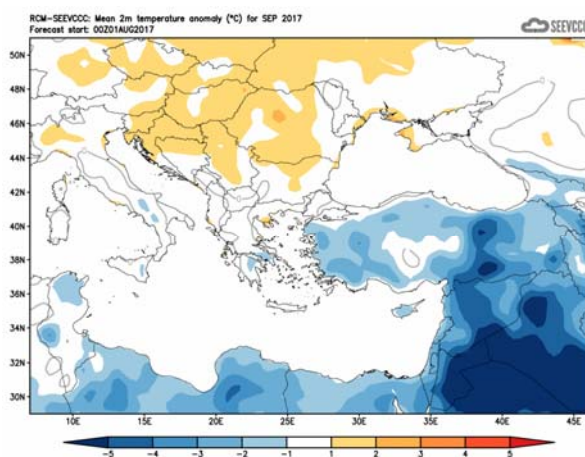 RCM-SEEVCCC: Mean 2m temperature anomaly (°C) for SEP 2017
Forecast start: 00Z01AUG2017
SEEVCCC
50N
48N
46N
44N
42N
40N
38N
36N
34N
32N
30N
10E
15E
20E
25E
30E
35E
40E
45E
-5 -4 -3 -2 -1 1 2 3 4 5